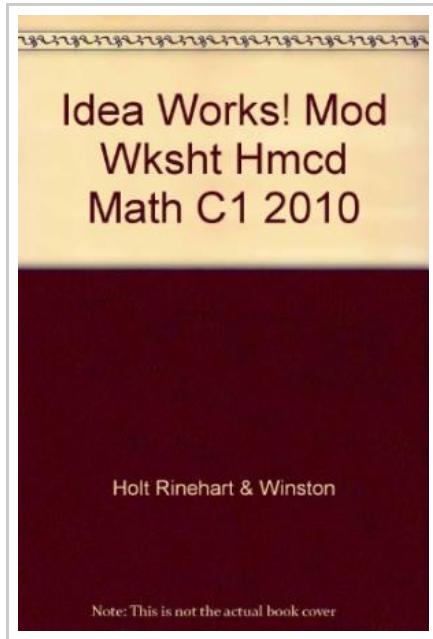 Idea Works! Mod
Wksht Hmcd
Math C1 2010
Holt Rinehart & Winston
Note: This is not the actual book cover